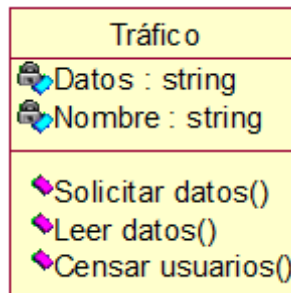 Tráfico
Datos : string
Nombre : string
Solicitar datos()
Leer datos()
Censar usuarios()